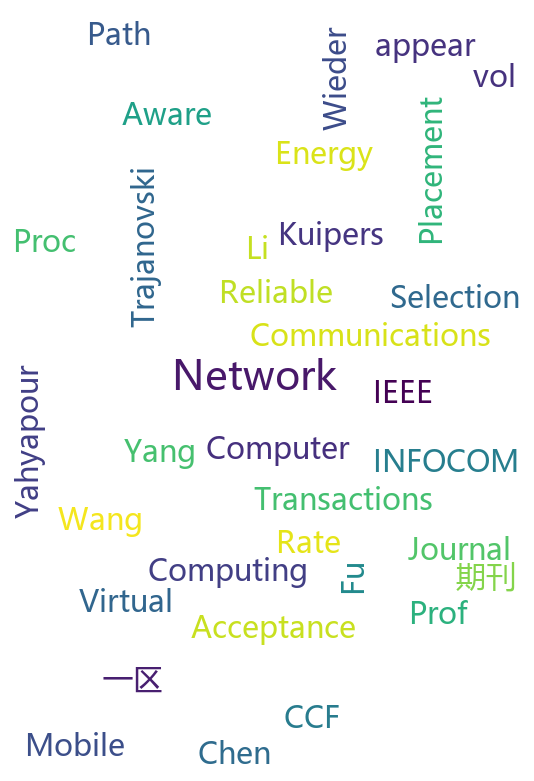 Path
Wieder
appear
vol
Aware
Placement
Energy
Trajanovski
Proc
Li
Kuipers
Reliable
Selection
Communications
Network
IEEE
Yahyapour
Yang
Computer
INFOCOM
Transactions
Wang
Rate
Journal
Computing
Fu
期刊
Virtual
Acceptance
Prof
一区
CCF
Mobile
Chen